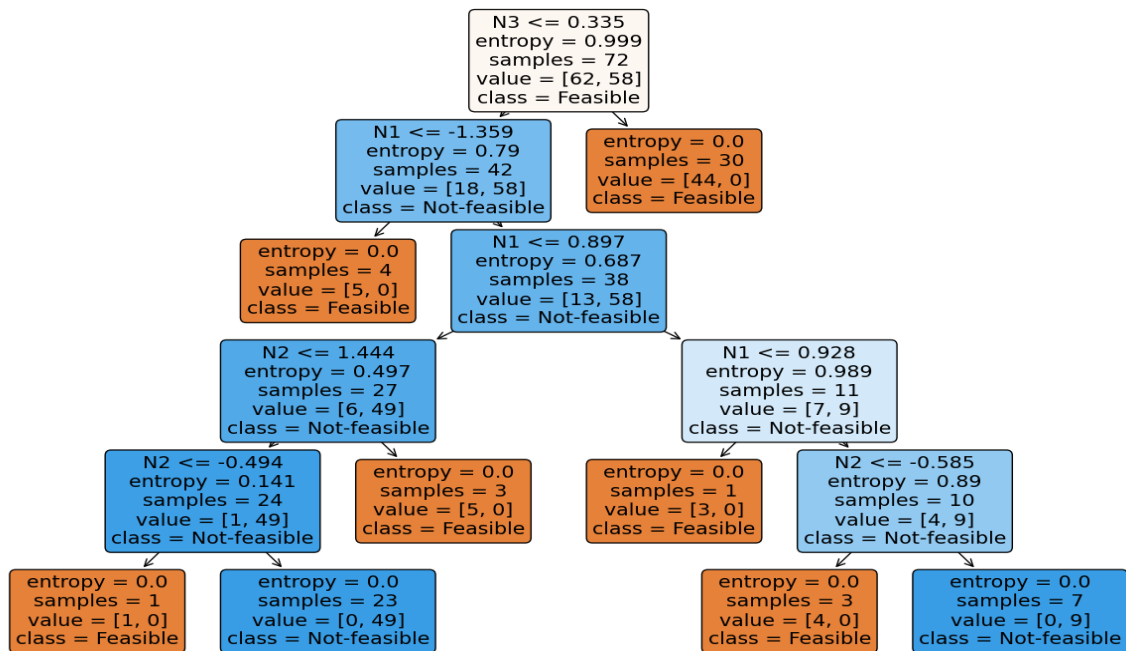 N3 <= 0.335
entropy = 0.999
samples = 72
value = [62, 58]
class = Feasible
N1 <= -1.359
entropy = 0.79
samples = 42
value = [18, 58]
class = Not-feasible
entropy = 0.0
samples = 30
value = [44, 0]
class = Feasible
entropy = 0.0
samples = 4
value = [5, 0]
class = Feasible
N1 <= 0.897
entropy = 0.687
samples = 38
value = [13, 58]
class = Not-feasible
N2 <= 1.444
entropy = 0.497
samples = 27
value = [6, 49]
class = Not-feasible
N1 <= 0.928
entropy = 0.989
samples = 11
value = [7, 9]
class = Not-feasible
N2 <= -0.494
entropy = 0.141
samples = 24
value = [1, 49]
class = Not-feasible
entropy = 0.0
samples = 3
value = [5, 0]
class = Feasible
entropy = 0.0
samples = 1
value = [3, 0]
class = Feasible
N2 <= -0.585
entropy = 0.89
samples = 10
value = [4, 9]
class = Not-feasible
entropy = 0.0
samples = 1
value = [1, 0]
class = Feasible
entropy = 0.0
samples = 23
value = [0, 49]
class = Not-feasible
entropy = 0.0
samples = 3
value = [4, 0]
class = Feasible
entropy = 0.0
samples = 7
value = [0, 9]
class = Not-feasible